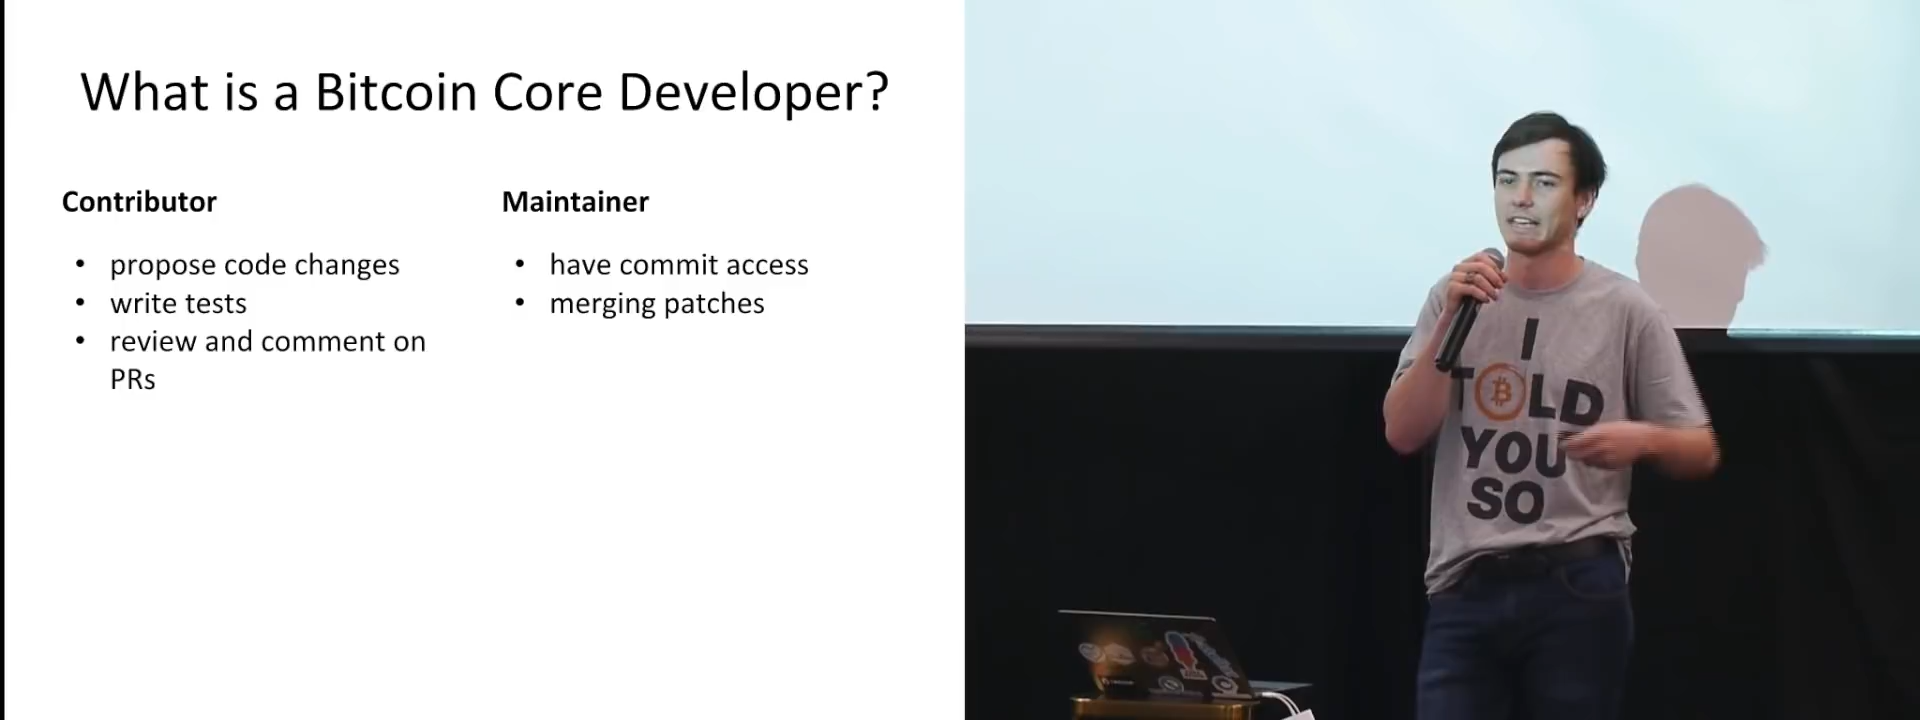 What is a Bitcoin Core Developer?
Contributor
• propose code changes
• write tests
• review and comment on
PRs
Maintainer
• have commit access
• merging patches
I
TOLD
YOU
SO